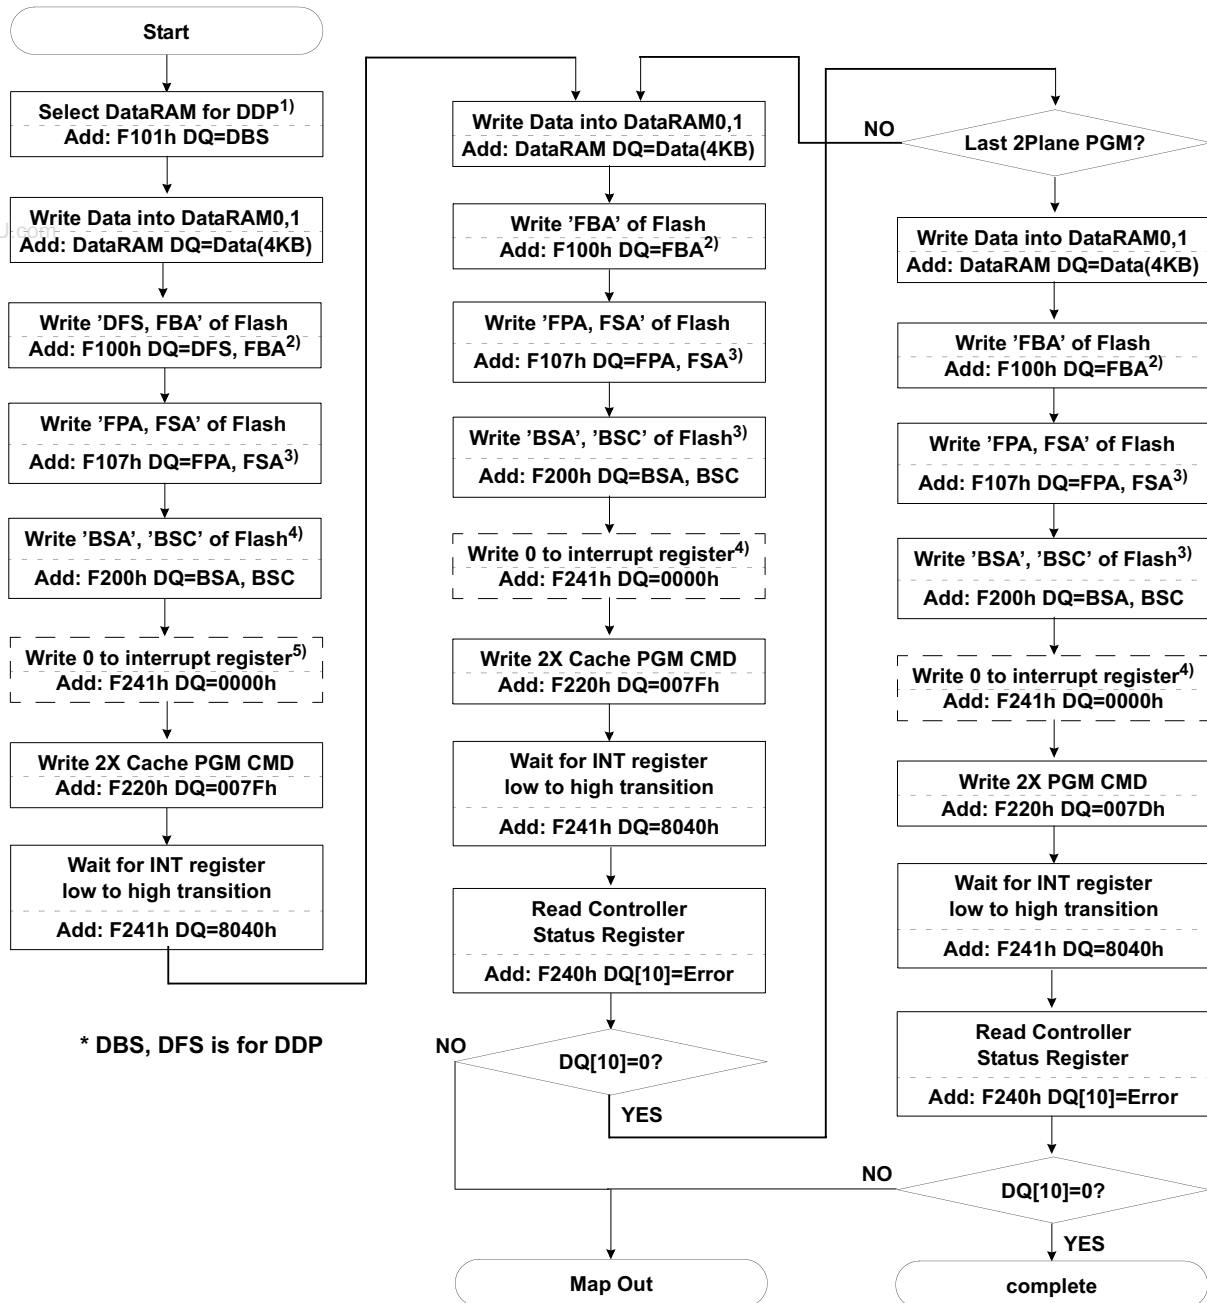 Start
Select DataRAM for DDP1)
Add: F101h DQ=DBS
Write Data into DataRAM0,1
Add: DataRAM DQ=Data(4KB)
Write 'DFS, FBA' of Flash
Add: F100h DQ=DFS, FBA2)
Write 'FPA, FSA' of Flash
Add: F107h DQ=FPA, FSA3)
Write 'BSA', 'BSC' of Flash4)
Add: F200h DQ=BSA, BSC
Write 0 to interrupt register5)
Add: F241h DQ=0000h
Write 2X Cache PGM CMD
Add: F220h DQ=007Fh
Wait for INT register
low to high transition
Add: F241h DQ=8040h
* DBS, DFS is for DDP
Write Data into DataRAM0,1
Add: DataRAM DQ=Data(4KB)
Write 'FBA' of Flash
Add: F100h DQ=FBA2)
Write 'FPA, FSA' of Flash
Add: F107h DQ=FPA, FSA3)
Write 'BSA', 'BSC' of Flash3)
Add: F200h DQ=BSA, BSC
Write 0 to interrupt register4)
Add: F241h DQ=0000h
Write 2X Cache PGM CMD
Add: F220h DQ=007Fh
Wait for INT register
low to high transition
Add: F241h DQ=8040h
Read Controller
Status Register
Add: F240h DQ[10]=Error
NO
DQ[10]=0?
YES
Map Out
NO
Last 2Plane PGM?
Write Data into DataRAM0,1
Add: DataRAM DQ=Data(4KB)
Write 'FBA' of Flash
Add: F100h DQ=FBA2)
Write 'FPA, FSA' of Flash
Add: F107h DQ=FPA, FSA3)
Write 'BSA', 'BSC' of Flash3)
Add: F200h DQ=BSA, BSC
Write 0 to interrupt register4)
Add: F241h DQ=0000h
Write 2X PGM CMD
Add: F220h DQ=007Dh
Wait for INT register
low to high transition
Add: F241h DQ=8040h
Read Controller
Status Register
Add: F240h DQ[10]=Error
NO
DQ[10]=0?
YES
complete